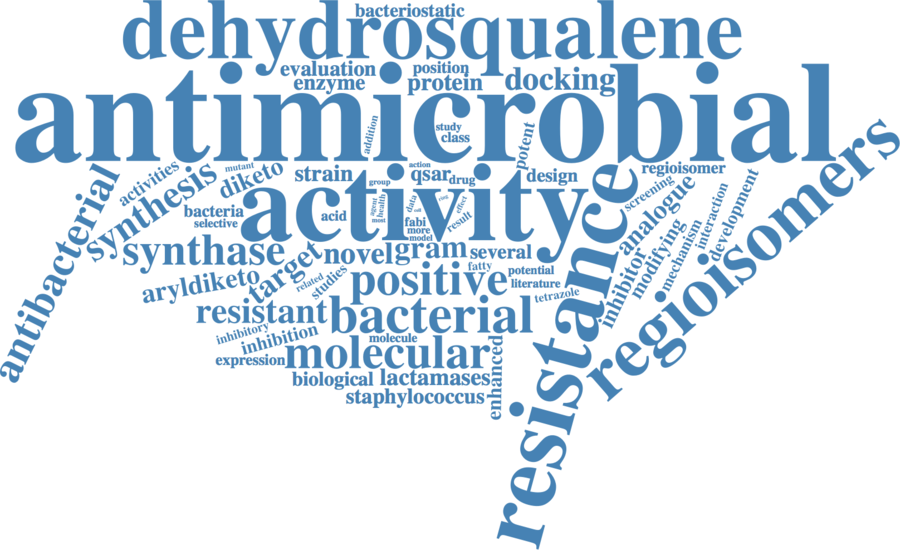 bacteriostatic
dehydrosqualene
evaluation
position
enzyme
protein
docking
antimicrobial
addition
study
class
potent
activities
mutant
synthesis
diketo
strain
group
action
qsar
drug
design
regioisomer
screening
antibacterial
activity
bacteria
selective
acid
agent
health
most
data
cell
fabi
more
model
effect
result
resistance
analogue
modifying
inhibitor
mechanism
interaction
development
regioisomers
synthase
target
novel
gram
several
fatty
aryldiketo
related
studies
positive
potential
literature
tetrazole
resistant
bacterial
inhibitory
inhibition
molecule
expression
molecular
enhanced
biological
lactamases
staphylococcus